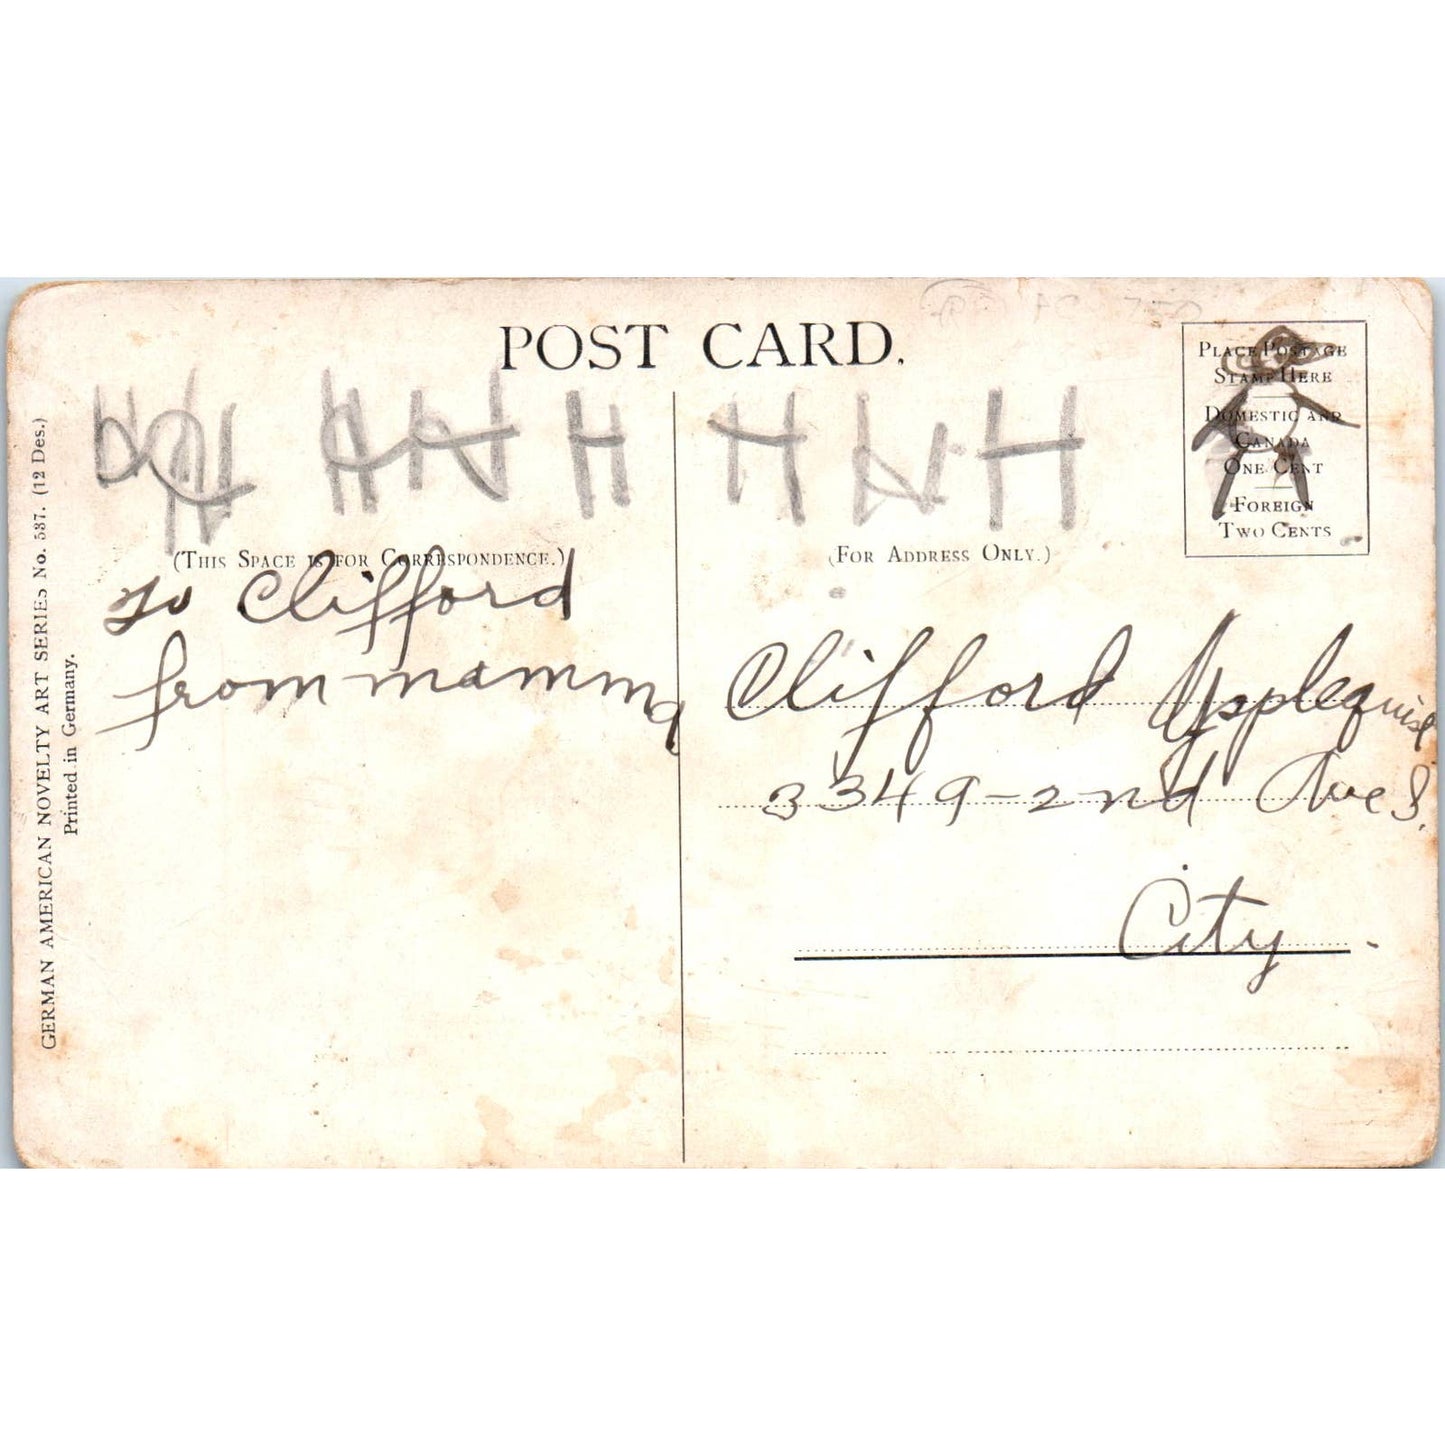 POST CARD.
PLACE POSTAGE
STAMP HERE
DOMESTIC AND
CANADA
ONE CENT
FOREIGN
TWO CENTS
H H H H H H H
(THIS SPACE IS FOR CORRESPONDENCE.)
To Clifford
from mamma
(FOR ADDRESS ONLY.)
Clifford Applequist
3349-2nd Ave S.
City
GERMAN AMERICAN NOVELTY ART SERIES No. 537. (12 Des.)
Printed in Germany.